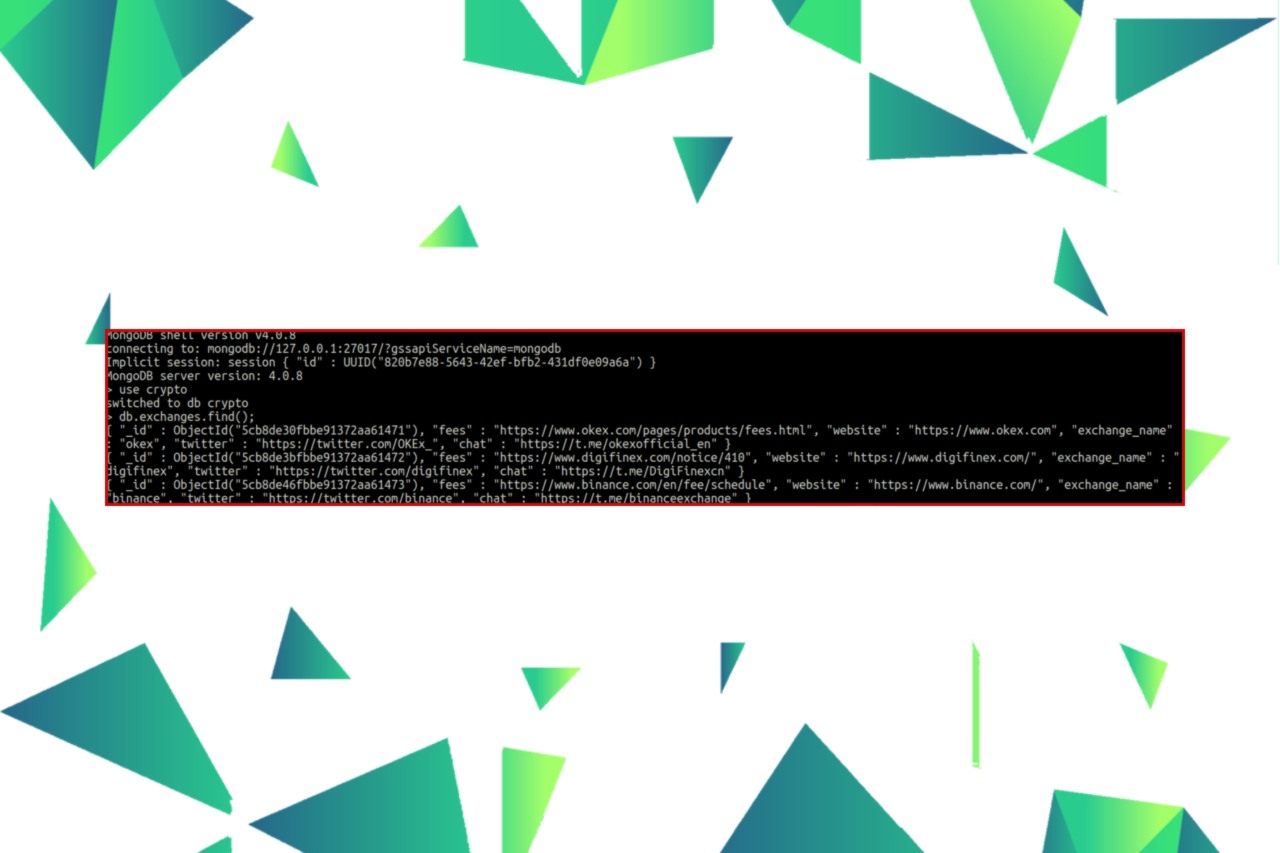 MongoDB shell version v4.0.8
connecting to: mongodb://127.0.0.1:27017/?gssapiServiceName=mongodb
Implicit session: session { "id" : UUID("820b7e88-5643-42ef-bfb2-431df0e09a6a") }
MongoDB server version: 4.0.8
> use crypto
switched to db crypto
> db.exchanges.find();
{ "_id" : ObjectId("5cb8de30fbbe91372aa61471"), "fees" : "https://www.okex.com/pages/products/fees.html", "website" : "https://www.okex.com", "exchange_name"
: "okex", "twitter" : "https://twitter.com/OKEx_", "chat" : "https://t.me/okexofficial_en" }
{ "_id" : ObjectId("5cb8de3bfbbe91372aa61472"), "fees" : "https://www.digifinex.com/notice/410", "website" : "https://www.digifinex.com/", "exchange_name" : "
digifinex", "twitter" : "https://twitter.com/digifinex", "chat" : "https://t.me/DigiFinexcn" }
{ "_id" : ObjectId("5cb8de46fbbe91372aa61473"), "fees" : "https://www.binance.com/en/fee/schedule", "website" : "https://www.binance.com/", "exchange_name" :
"binance", "twitter" : "https://twitter.com/binance", "chat" : "https://t.me/binanceexchange" }